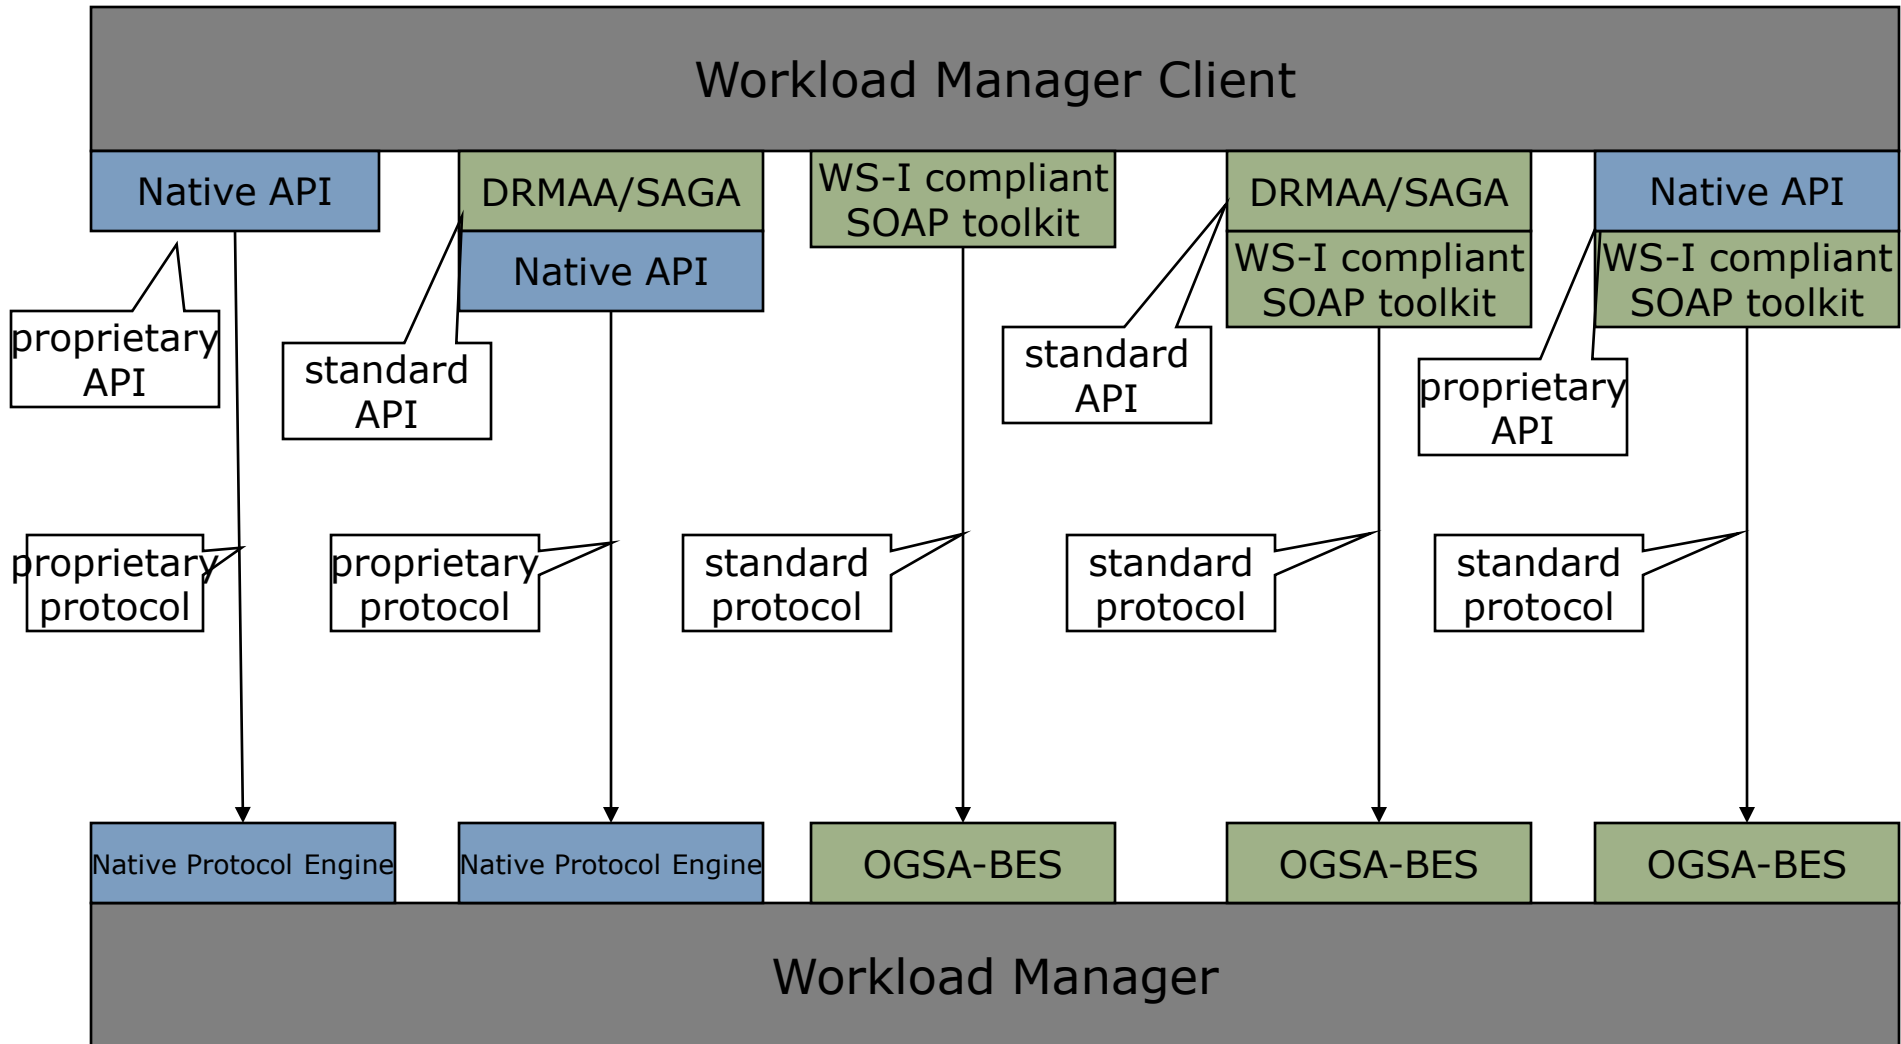 Workload Manager Client
Native API
DRMAA/SAGA
WS-I compliant
SOAP toolkit
DRMAA/SAGA
Native API
Native API
WS-I compliant
SOAP toolkit
WS-I compliant
SOAP toolkit
proprietary
API
standard
API
standard
API
proprietary
API
proprietary
protocol
proprietary
protocol
standard
protocol
standard
protocol
standard
protocol
Native Protocol Engine
Native Protocol Engine
OGSA-BES
OGSA-BES
OGSA-BES
Workload Manager